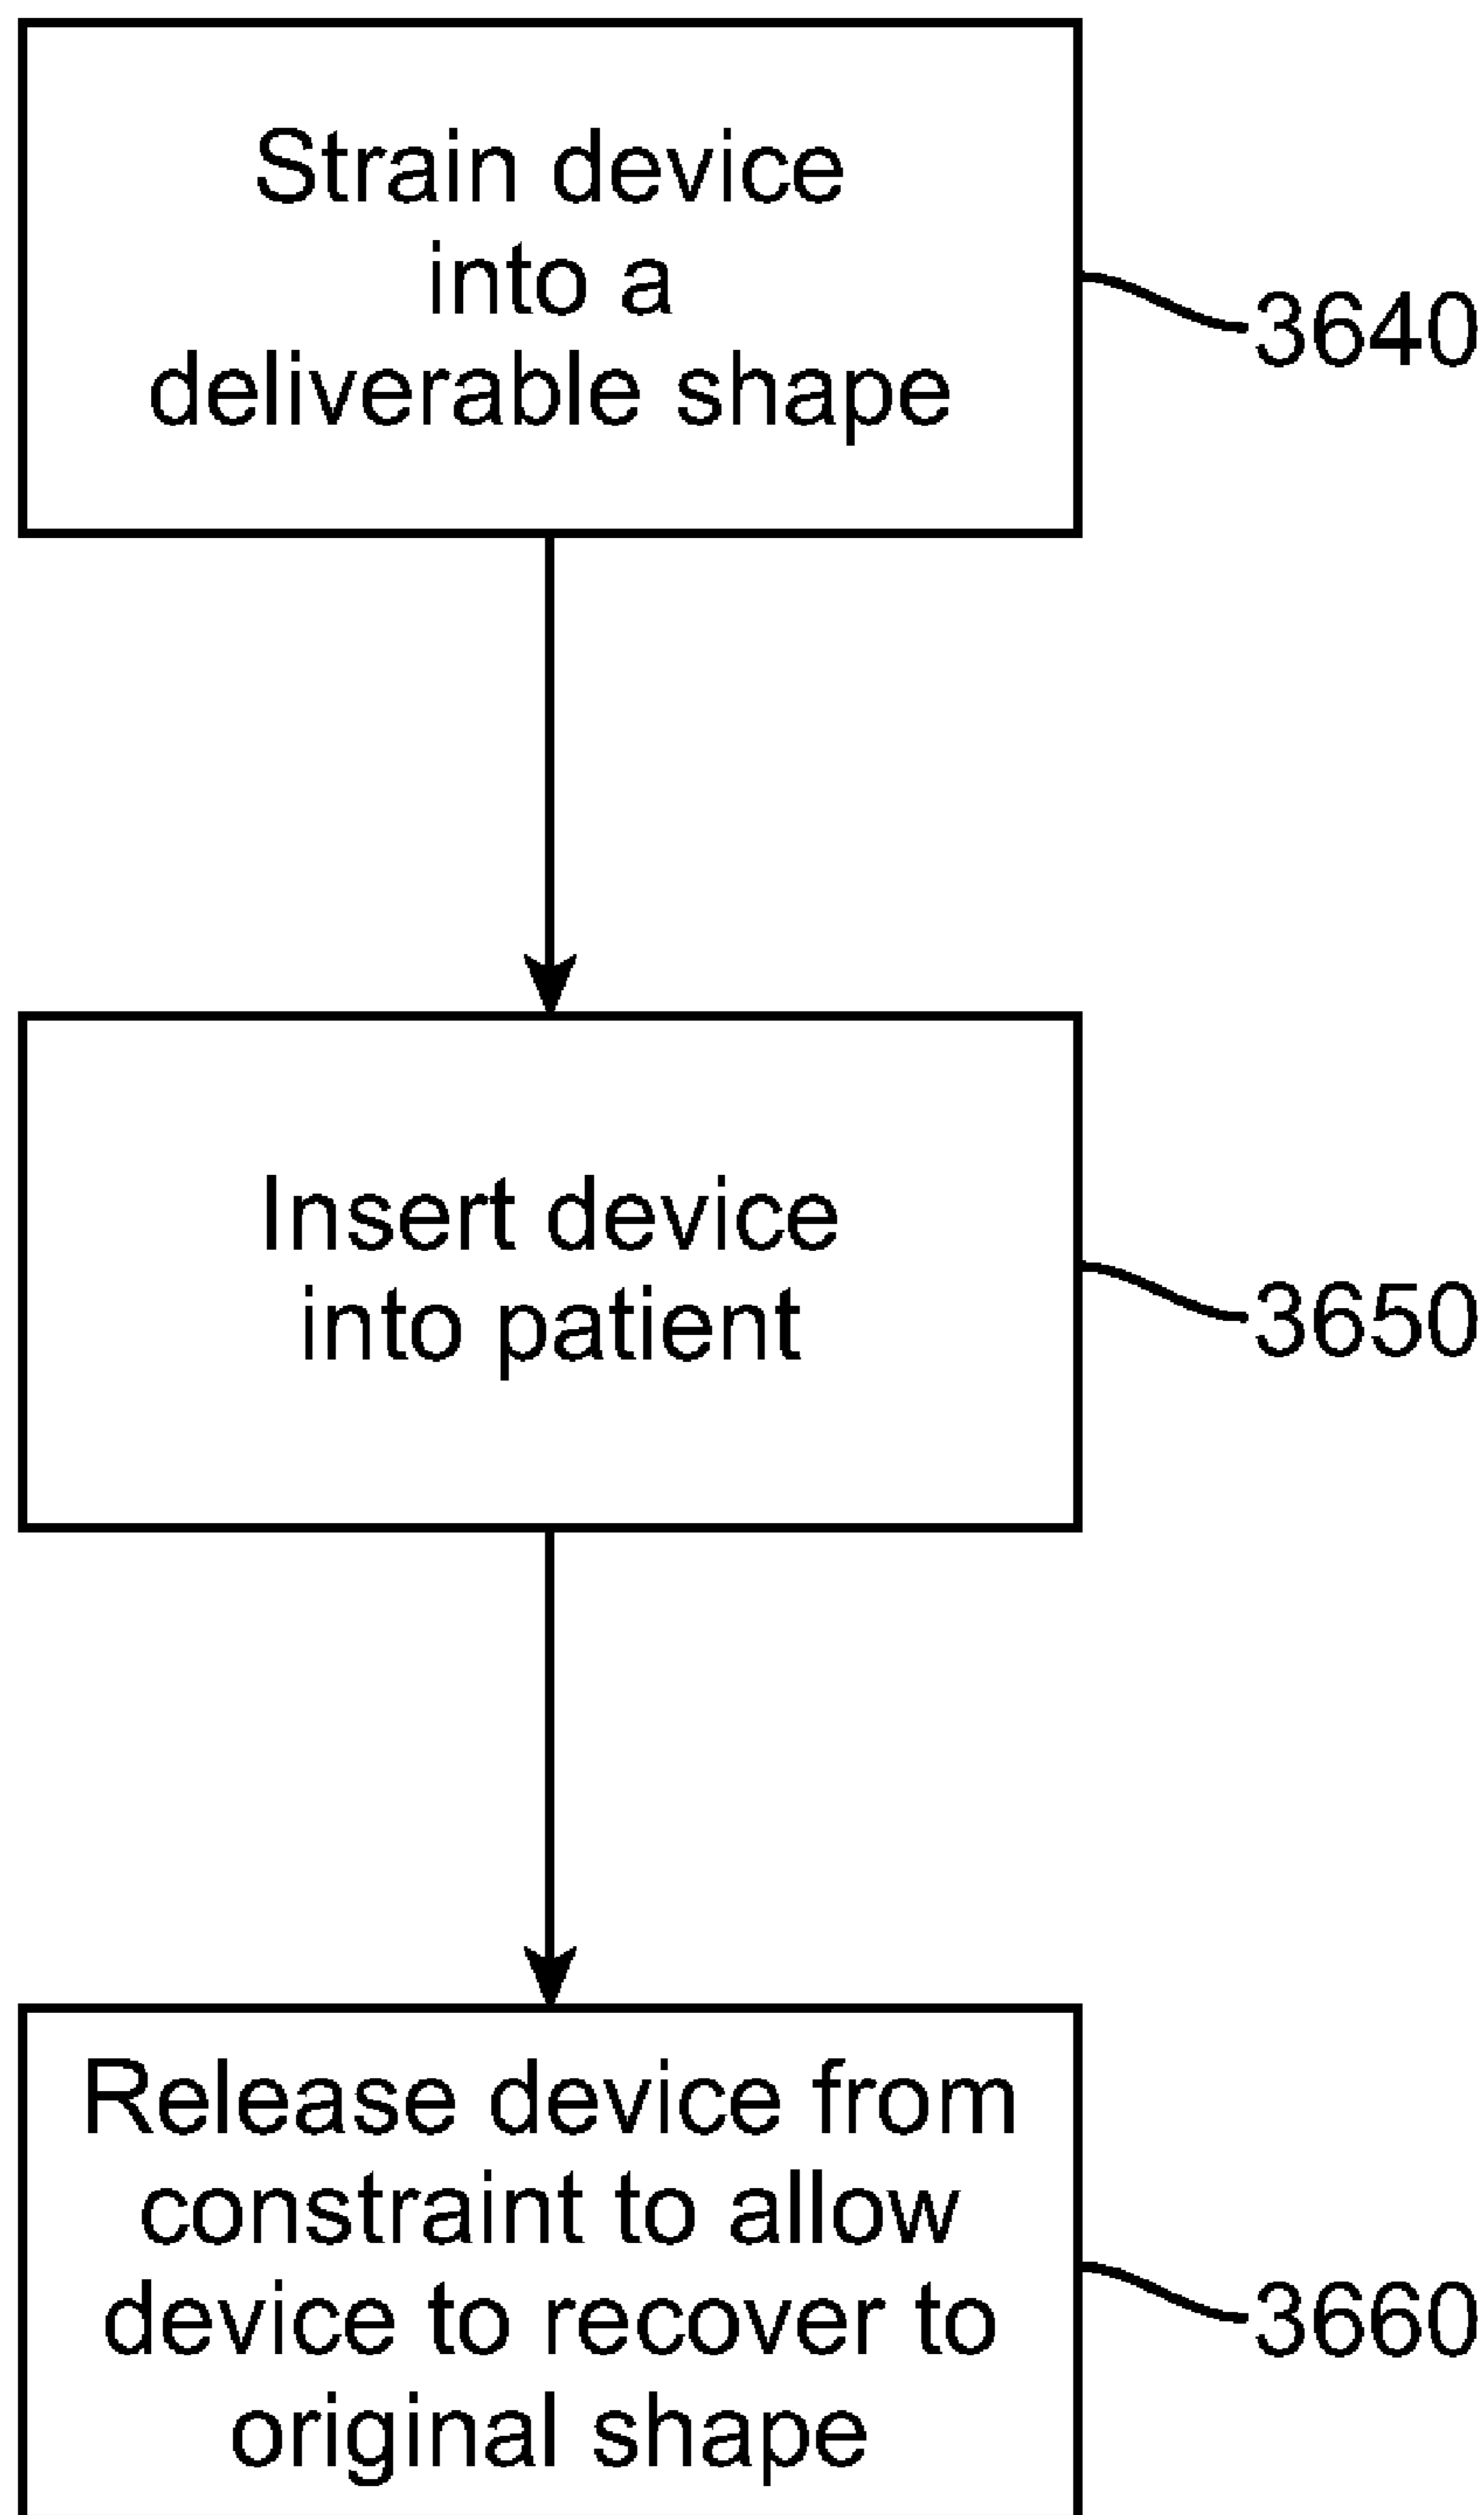 Strain device
into a
deliverable shape
3640
Insert device
into patient
3650
Release device from
constraint to allow
device to recover to
original shape
3660